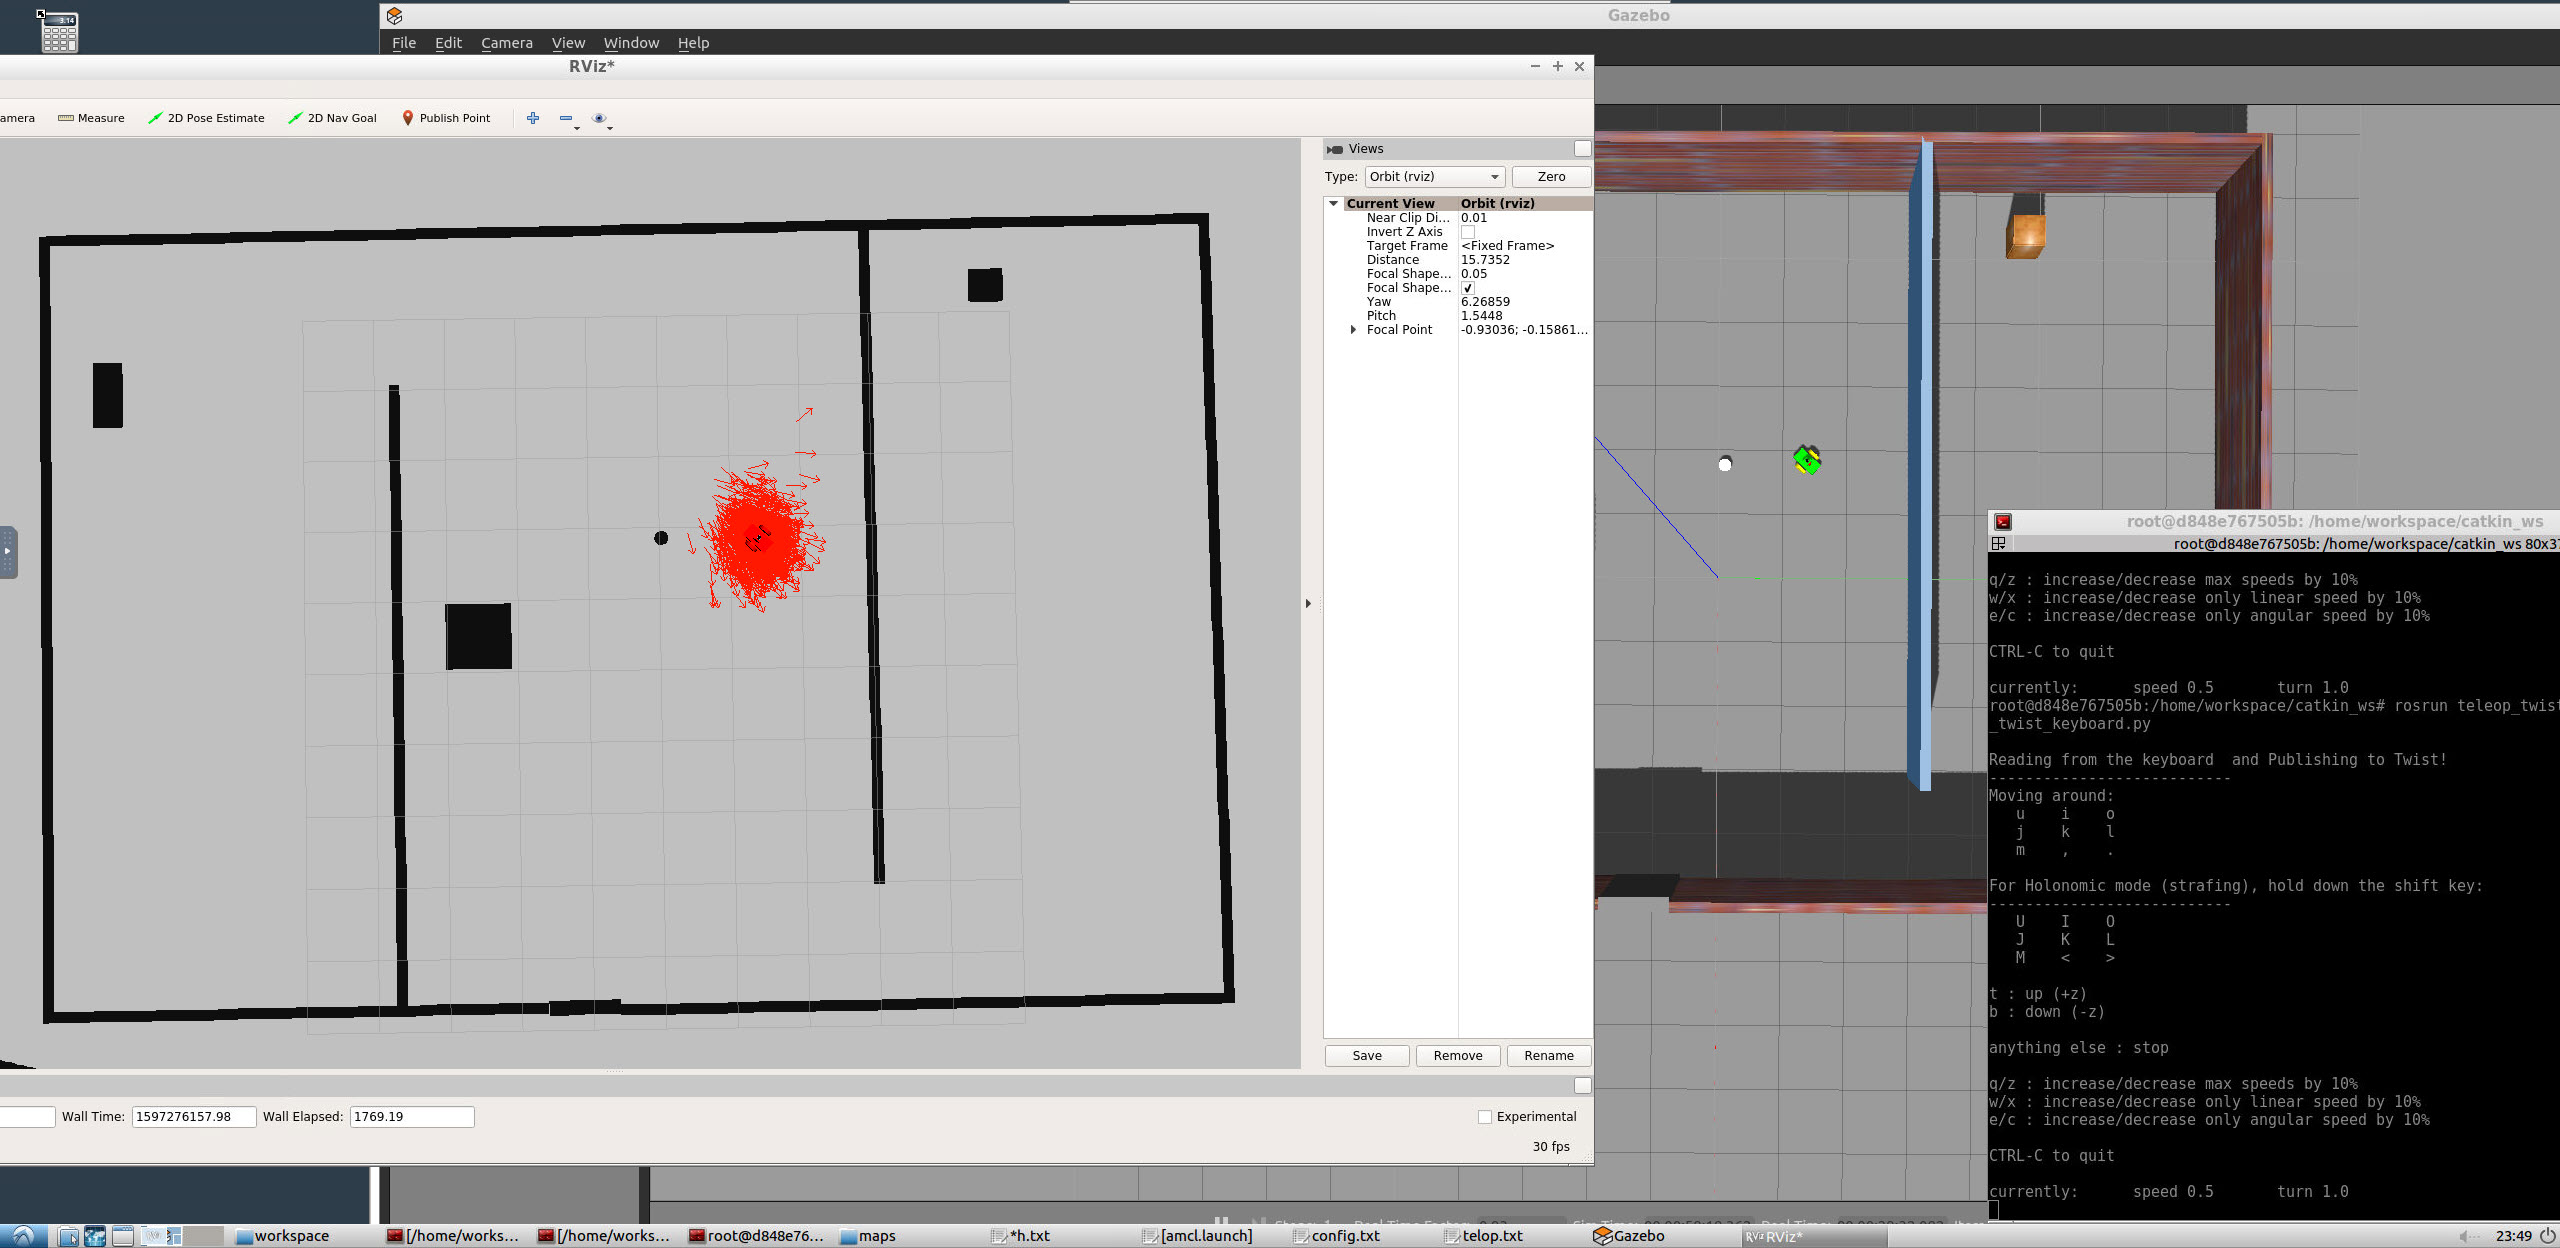 3.14
Gazebo
File Edit Camera View Window Help
RViz*
amera Measure 2D Pose Estimate 2D Nav Goal Publish Point
Views
Type: Orbit (rviz) Zero
Current View Orbit (rviz)
Near Clip Di... 0.01
Invert Z Axis
Target Frame <Fixed Frame>
Distance 15.7352
Focal Shape... 0.05
Focal Shape... ✓
Yaw 6.26859
Pitch 1.5448
Focal Point -0.93036; -0.15861...
Save Remove Rename
Wall Time: 1597276157.98 Wall Elapsed: 1769.19
Experimental
30 fps
root@d848e767505b: /home/workspace/catkin_ws
root@d848e767505b: /home/workspace/catkin_ws 80x37
q/z : increase/decrease max speeds by 10%
w/x : increase/decrease only linear speed by 10%
e/c : increase/decrease only angular speed by 10%
CTRL-C to quit
currently: speed 0.5 turn 1.0
root@d848e767505b:/home/workspace/catkin_ws# rosrun teleop_twist
_twist_keyboard.py
Reading from the keyboard and Publishing to Twist!
---------------------------
Moving around:
u i o
j k l
m , .
For Holonomic mode (strafing), hold down the shift key:
---------------------------
U I O
J K L
M < >
t : up (+z)
b : down (-z)
anything else : stop
q/z : increase/decrease max speeds by 10%
w/x : increase/decrease only linear speed by 10%
e/c : increase/decrease only angular speed by 10%
CTRL-C to quit
currently: speed 0.5 turn 1.0
workspace [/home/works... [/home/works... root@d848e76... maps *h.txt [amcl.launch] config.txt telop.txt Gazebo RViz RViz* 23:49